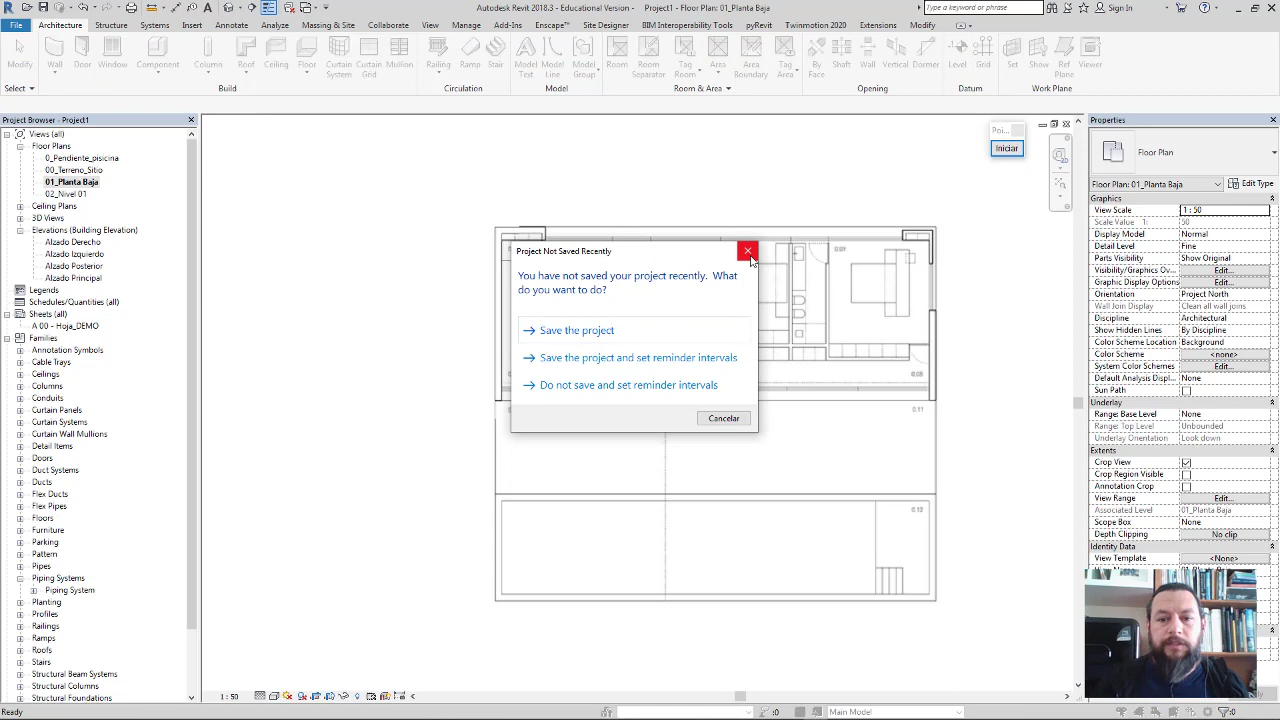 Autodesk Revit 2018.3 - Educational Version - Project1 - Floor Plan: 01_Planta Baja
Type a keyword or phrase
Sign In
File
Architecture
Structure
Systems
Insert
Annotate
Analyze
Massing & Site
Collaborate
View
Manage
Add-Ins
Enscape™
Site Designer
BIM Interoperability Tools
pyRevit
Twinmotion 2020
Extensions
Modify
Modify
Wall
Door
Window
Component
Column
Roof
Ceiling
Floor
Curtain System
Curtain Grid
Mullion
Railing
Ramp
Stair
Model Text
Model Line
Model Group
Room
Room Separator
Tag Room
Area
Area Boundary
Tag Area
By Face
Shaft
Wall
Vertical
Dormer
Level
Grid
Set
Show
Ref Plane
Viewer
Select
Build
Circulation
Model
Room & Area
Opening
Datum
Work Plane
Project Browser - Project1
Views (all)
Floor Plans
0_Pendiente_pisicina
00_Terreno_Sitio
01_Planta Baja
02_Nivel 01
Ceiling Plans
3D Views
Elevations (Building Elevation)
Alzado Derecho
Alzado Izquierdo
Alzado Posterior
Alzado Principal
Legends
Schedules/Quantities (all)
Sheets (all)
A 00 - Hoja_DEMO
Families
Annotation Symbols
Cable Trays
Ceilings
Columns
Conduits
Curtain Panels
Curtain Systems
Curtain Wall Mullions
Detail Items
Doors
Duct Systems
Ducts
Flex Ducts
Flex Pipes
Floors
Furniture
Parking
Pattern
Pipes
Piping Systems
Piping System
Planting
Profiles
Railings
Ramps
Roofs
Stairs
Structural Beam Systems
Structural Columns
Structural Foundations
Poi...
Iniciar
Project Not Saved Recently
You have not saved your project recently. What
do you want to do?
Save the project
Save the project and set reminder intervals
Do not save and set reminder intervals
Cancelar
0.11
0.12
Properties
Floor Plan
Floor Plan: 01_Planta Baja
Edit Type
Graphics
View Scale 1 : 50
Scale Value 1: 50
Display Model Normal
Detail Level Fine
Parts Visibility Show Original
Visibility/Graphics Ov... Edit...
Graphic Display Options Edit...
Orientation Project North
Wall Join Display Clean all wall joins
Discipline Architectural
Show Hidden Lines By Discipline
Color Scheme Location Background
Color Scheme <none>
System Color Schemes Edit...
Default Analysis Displ... None
Sun Path
Underlay
Range: Base Level None
Range: Top Level Unbounded
Underlay Orientation Look down
Extents
Crop View
Crop Region Visible
Annotation Crop
View Range Edit...
Associated Level 01_Planta Baja
Scope Box None
Depth Clipping No clip
Identity Data
View Template <None>
1 : 50
Ready
:0
Main Model
:0